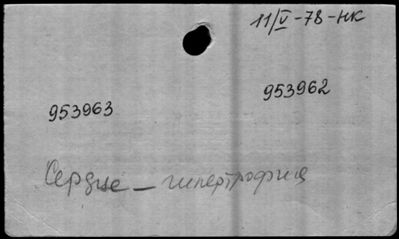 11/V-78-НК
953962
953963
Сердце - гипертрофия